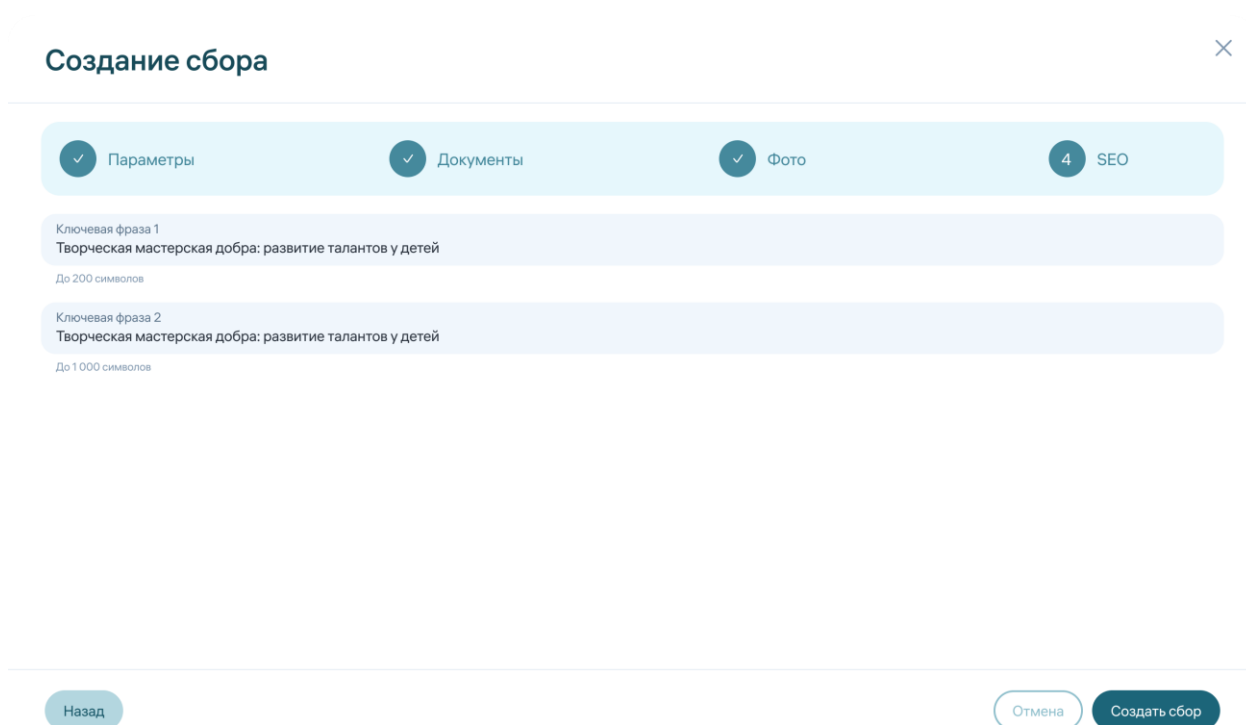 Создание сбора
Параметры
Документы
Фото
4 SEO
Ключевая фраза 1
Творческая мастерская добра: развитие талантов у детей
До 200 символов
Ключевая фраза 2
Творческая мастерская добра: развитие талантов у детей
До 1 000 символов
Назад
Отмена
Создать сбор